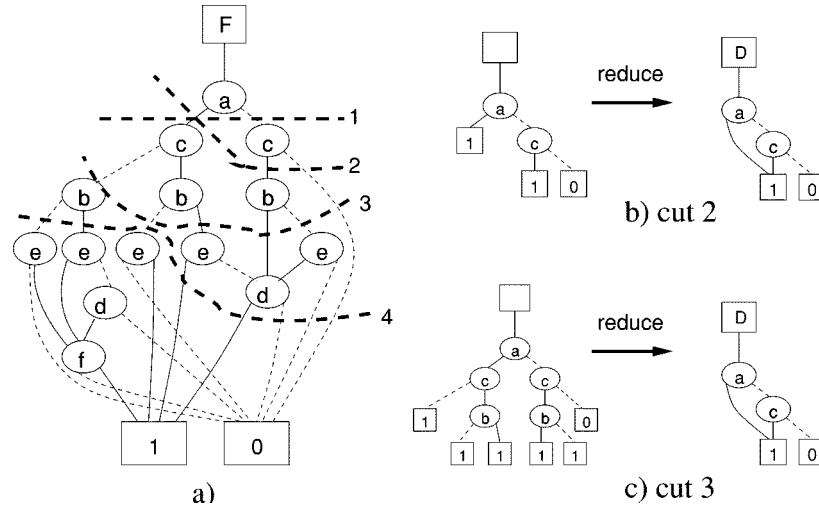 F
a
1
c c
2
b b b
3
e e e e e
d d
4
f
1 0
a)
reduce
D
a a
1 c c
1 0 1 0
b) cut 2
reduce
D
a a
c c c
1 b b 0
1 1 1 1 1 0
c) cut 3